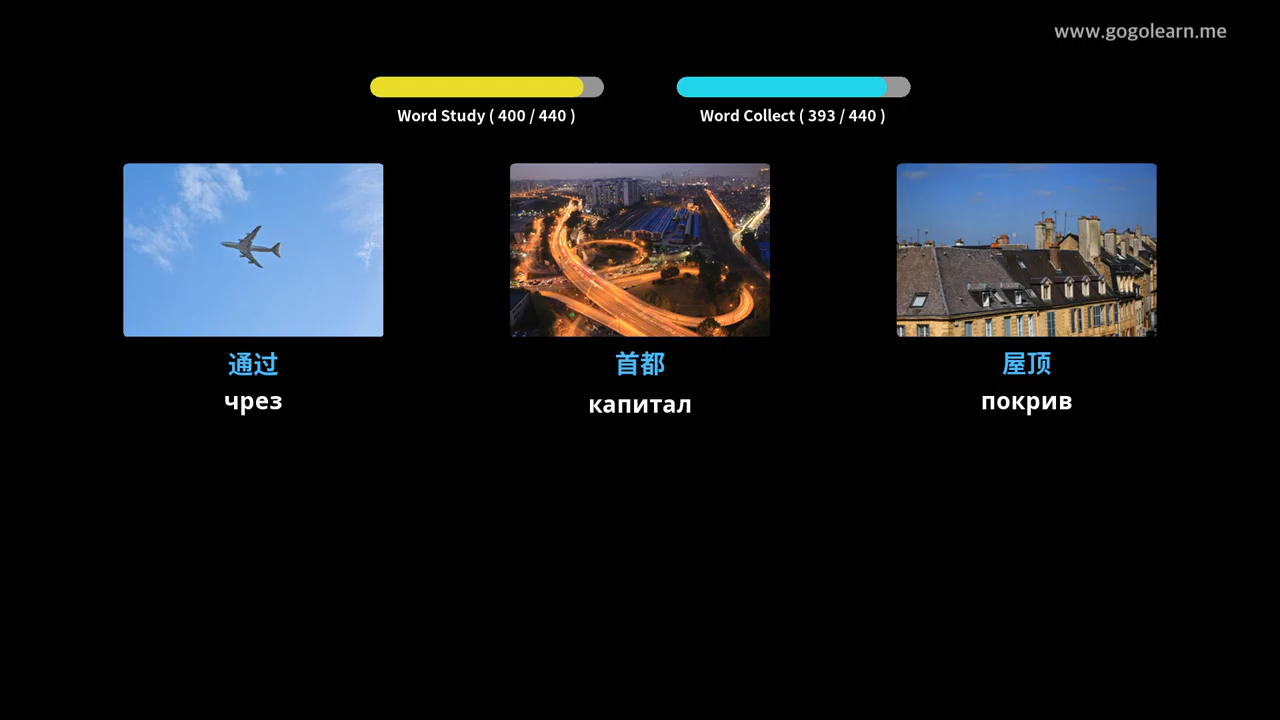 www.gogolearn.me
Word Study ( 400 / 440 )
Word Collect ( 393 / 440 )
通过
чрез
首都
капитал
屋顶
покрив